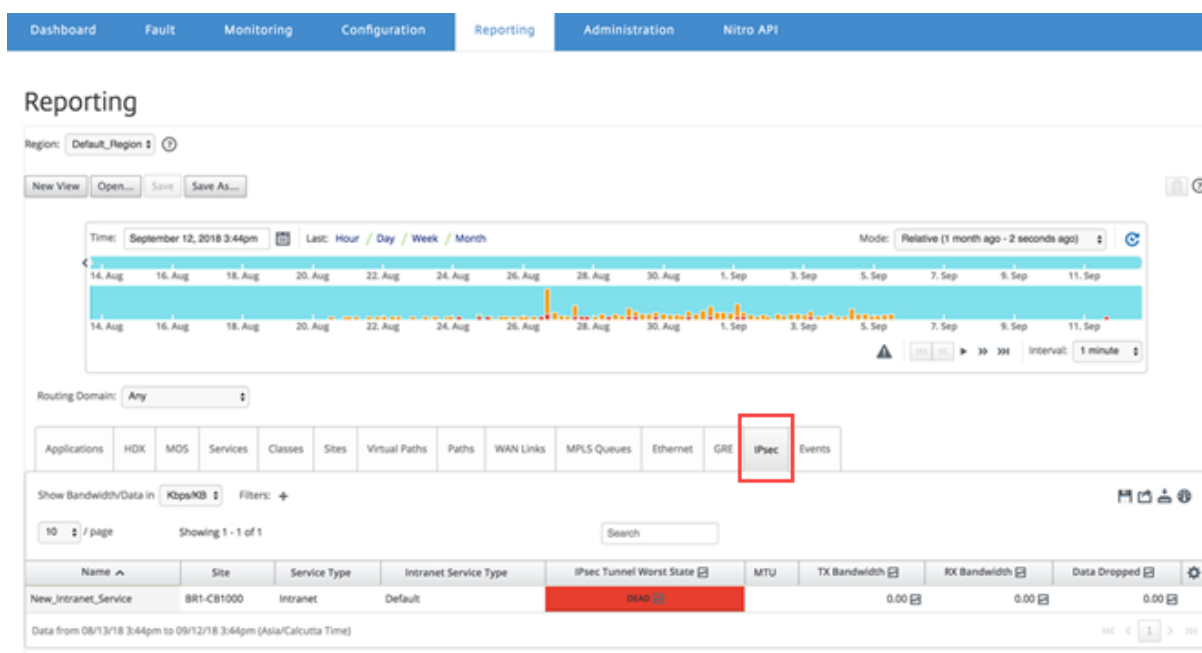 Dashboard Fault Monitoring Configuration Reporting Administration Nitro API
Reporting
Region: Default_Region ?
New View Open... Save Save As... ?
Time: September 12, 2018 3:44pm Last: Hour / Day / Week / Month Mode: Relative (1 month ago - 2 seconds ago)
14. Aug 16. Aug 18. Aug 20. Aug 22. Aug 24. Aug 26. Aug 28. Aug 30. Aug 1. Sep 3. Sep 5. Sep 7. Sep 9. Sep 11. Sep
14. Aug 16. Aug 18. Aug 20. Aug 22. Aug 24. Aug 26. Aug 28. Aug 30. Aug 1. Sep 3. Sep 5. Sep 7. Sep 9. Sep 11. Sep
Interval: 1 minute
Routing Domain: Any
Applications HDX MOS Services Classes Sites Virtual Paths Paths WAN Links MPLS Queues Ethernet GRE IPsec Events
Show Bandwidth/Data in Kbps/KB Filters: +
10 / page Showing 1 - 1 of 1 Search
Name Site Service Type Intranet Service Type IPsec Tunnel Worst State MTU TX Bandwidth RX Bandwidth Data Dropped
New_Intranet_Service BR1-CB1000 Intranet Default DEAD 0.00 0.00 0.00
Data from 08/13/18 3:44pm to 09/12/18 3:44pm (Asia/Calcutta Time) 1